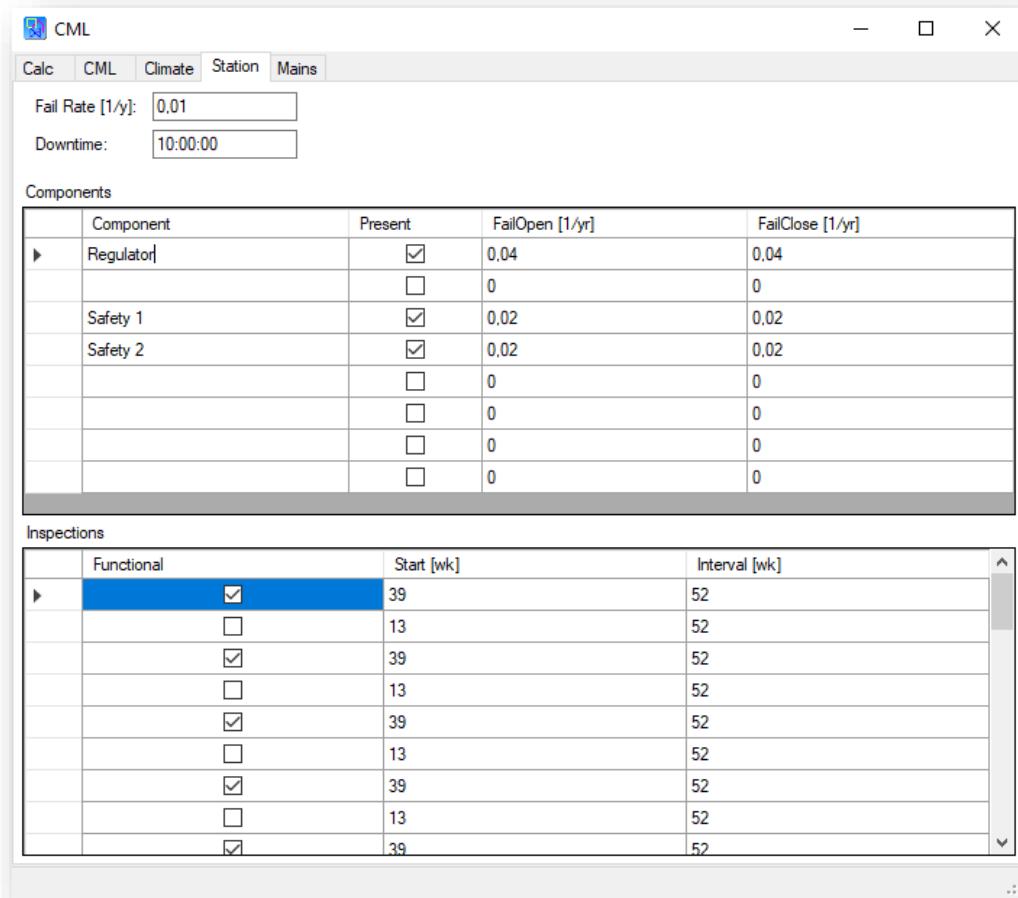 CML
Calc CML Climate Station Mains
Fail Rate [1/y]: 0,01
Downtime: 10:00:00
Components
Component Present FailOpen [1/yr] FailClose [1/yr]
Regulator 0,04 0,04
0 0
Safety 1 0,02 0,02
Safety 2 0,02 0,02
0 0
0 0
0 0
0 0
Inspections
Functional Start [wk] Interval [wk]
39 52
13 52
39 52
13 52
39 52
13 52
39 52
13 52
39 52